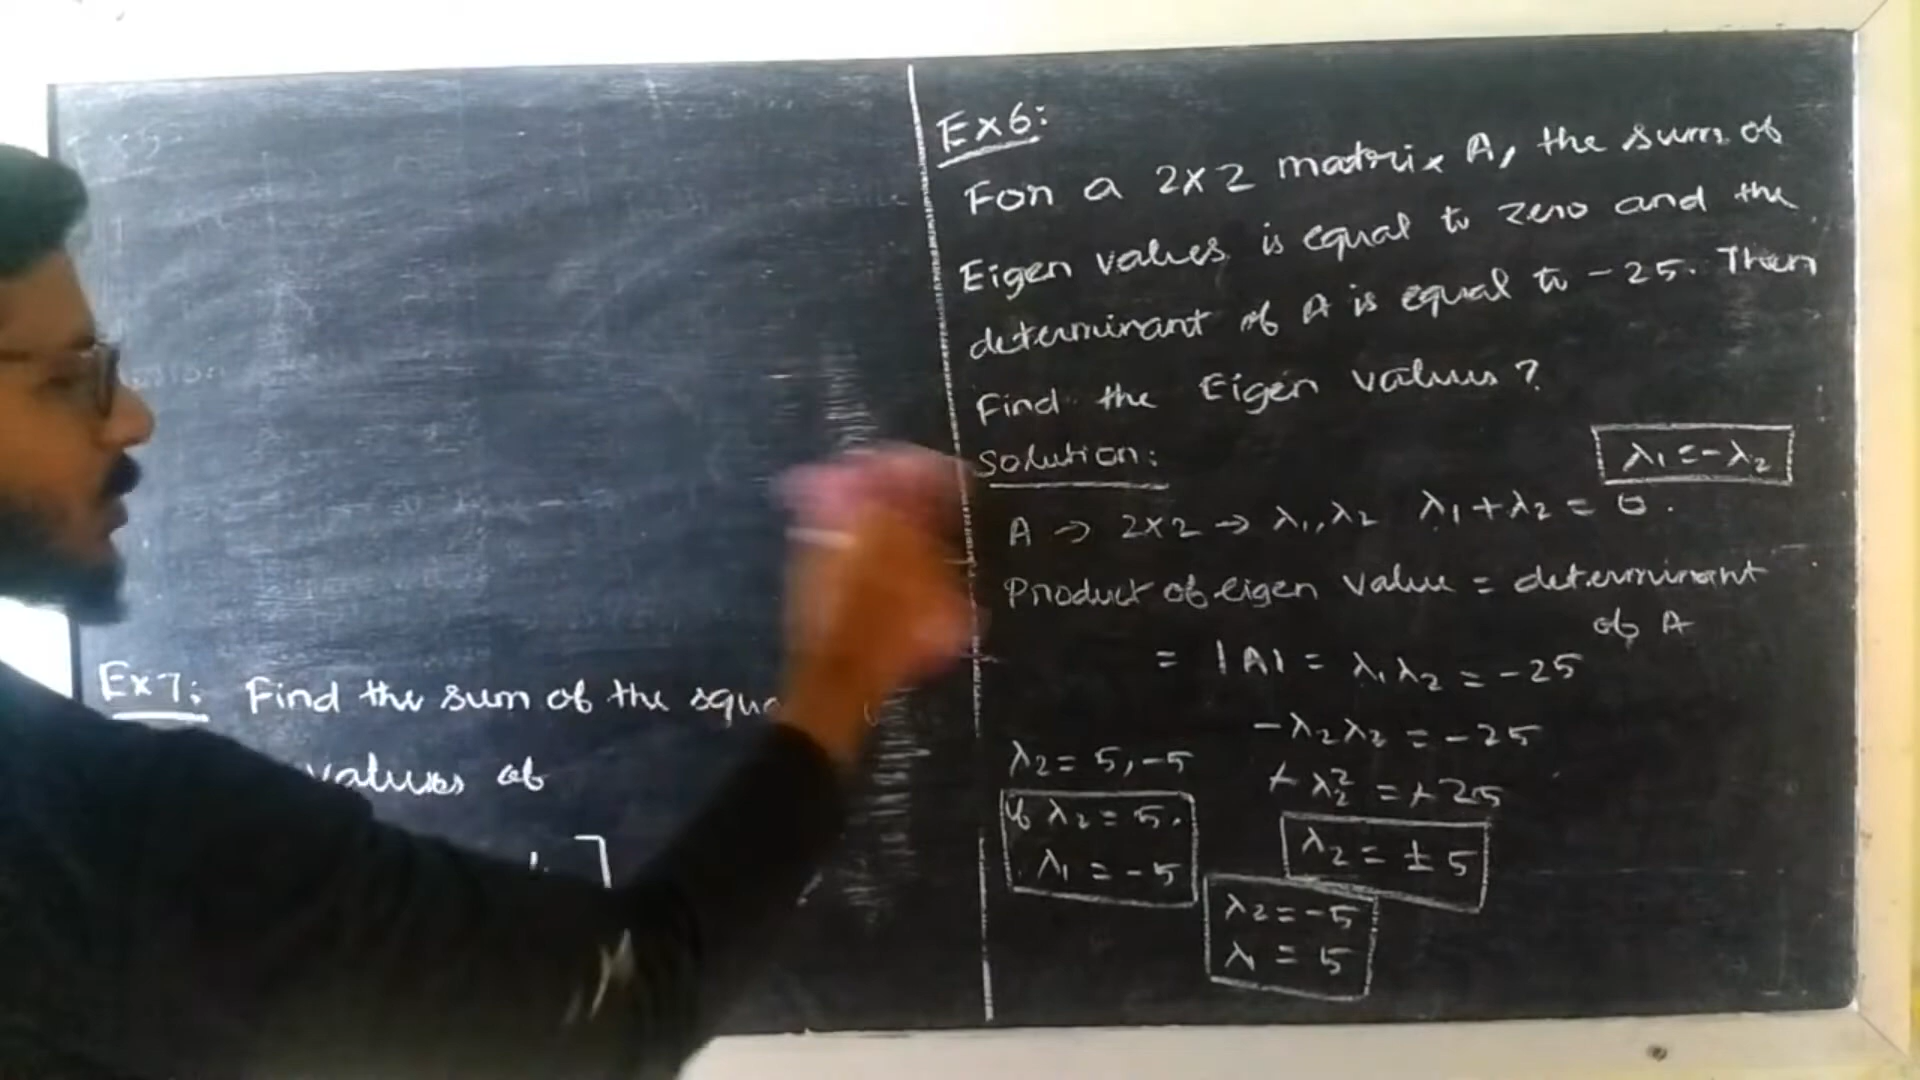 Ex7: Find the sum of the squa
values of
Ex6:
For a 2x2 matrix A, the sum of
Eigen values is equal to zero and the
determinant of A is equal to -25. Then
Find the Eigen values?
Solution:
λ₁ = -λ₂
A → 2x2 → λ₁, λ₂ λ₁ + λ₂ = 0.
Product of eigen value = determinant
of A
= |A| = λ₁λ₂ = -25
-λ₂λ₂ = -25
+ λ₂² = +25
λ₂ = ± 5
λ₂ = 5, -5
If λ₂ = 5.
λ₁ = -5
λ₂ = -5
λ₁ = 5